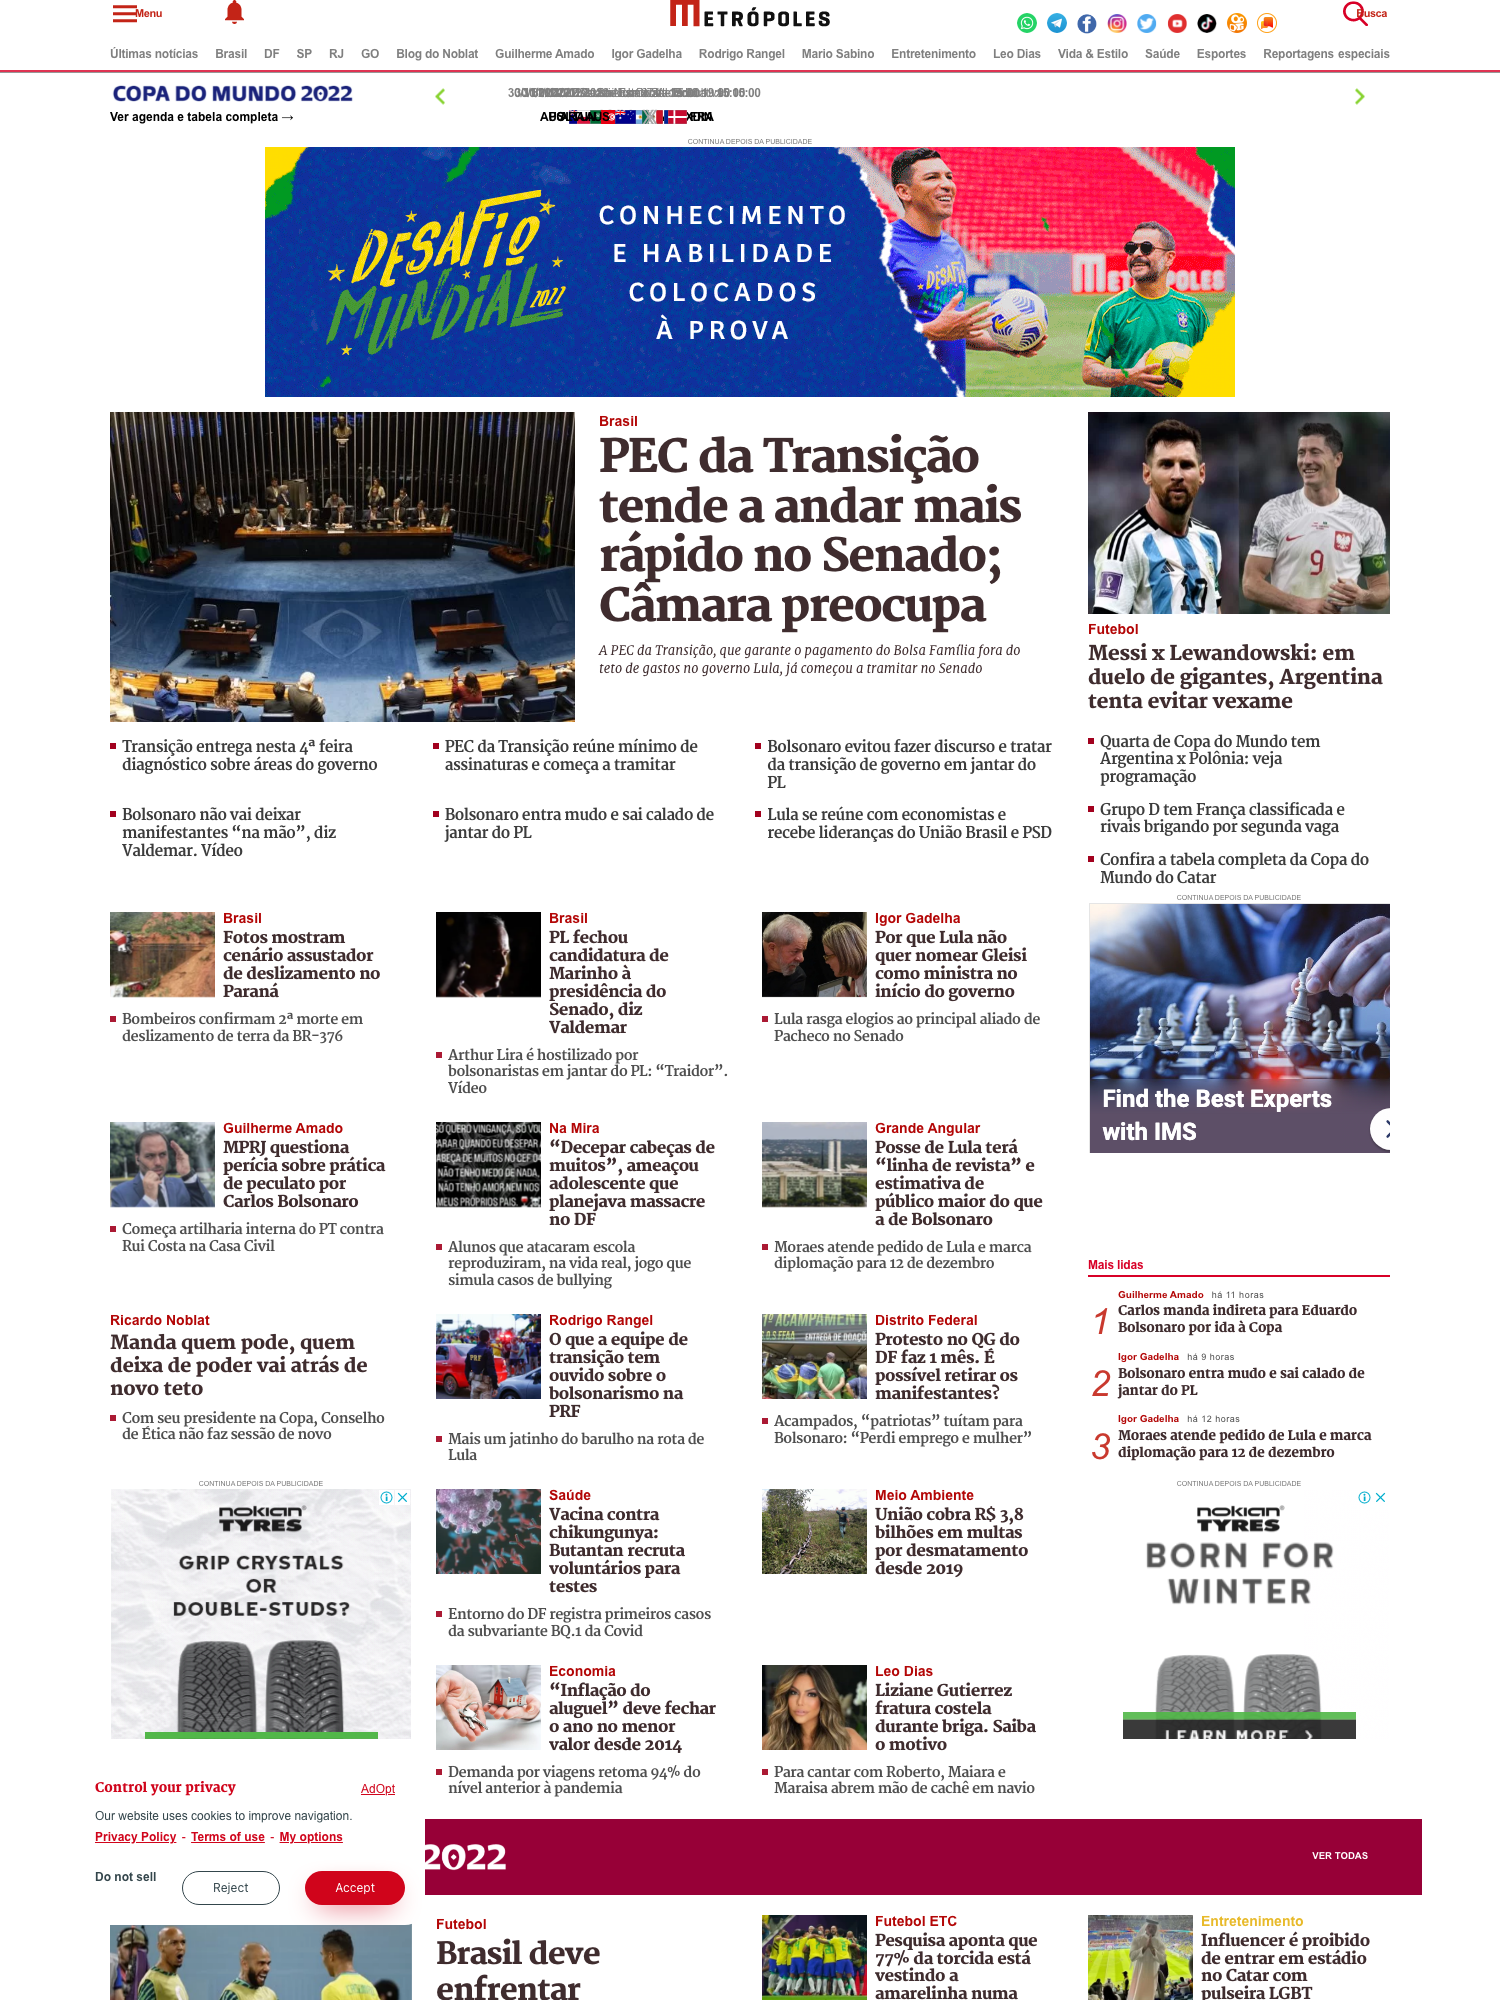 Menu
METRÓPOLES
Busca
Últimas notícias Brasil DF SP RJ GO Blog do Noblat Guilherme Amado Igor Gadelha Rodrigo Rangel Mario Sabino Entretenimento Leo Dias Vida & Estilo Saúde Esportes Reportagens especiais
COPA DO MUNDO 2022
Ver agenda e tabela completa →
CONTINUA DEPOIS DA PUBLICIDADE
DESAFIO
MUNDIAL 2022
CONHECIMENTO
E HABILIDADE
COLOCADOS
À PROVA
METRÓPOLES
Brasil
PEC da Transição
tende a andar mais
rápido no Senado;
Câmara preocupa
A PEC da Transição, que garante o pagamento do Bolsa Família fora do
teto de gastos no governo Lula, já começou a tramitar no Senado
Futebol
Messi x Lewandowski: em
duelo de gigantes, Argentina
tenta evitar vexame
Transição entrega nesta 4ª feira
diagnóstico sobre áreas do governo
PEC da Transição reúne mínimo de
assinaturas e começa a tramitar
Bolsonaro evitou fazer discurso e tratar
da transição de governo em jantar do
PL
Bolsonaro não vai deixar
manifestantes “na mão”, diz
Valdemar. Vídeo
Bolsonaro entra mudo e sai calado de
jantar do PL
Lula se reúne com economistas e
recebe lideranças do União Brasil e PSD
Quarta de Copa do Mundo tem
Argentina x Polônia: veja
programação
Grupo D tem França classificada e
rivais brigando por segunda vaga
Confira a tabela completa da Copa do
Mundo do Catar
CONTINUA DEPOIS DA PUBLICIDADE
Find the Best Experts
with IMS
Brasil
Fotos mostram
cenário assustador
de deslizamento no
Paraná
Bombeiros confirmam 2ª morte em
deslizamento de terra da BR-376
Brasil
PL fechou
candidatura de
Marinho à
presidência do
Senado, diz
Valdemar
Arthur Lira é hostilizado por
bolsonaristas em jantar do PL: “Traidor”.
Vídeo
Igor Gadelha
Por que Lula não
quer nomear Gleisi
como ministra no
início do governo
Lula rasga elogios ao principal aliado de
Pacheco no Senado
Guilherme Amado
MPRJ questiona
perícia sobre prática
de peculato por
Carlos Bolsonaro
Começa artilharia interna do PT contra
Rui Costa na Casa Civil
SÓ QUERO VINGANÇA, SÓ VOU
PARAR QUANDO EU DESEPAR A
CABEÇA DE MUITOS NO CEF 04
NÃO TENHO MEDO DE NADA,
NÃO TENHO AMOR NEM NOS
MEUS PRÓPRIOS PAIS.
Na Mira
“Decepar cabeças de
muitos”, ameaçou
adolescente que
planejava massacre
no DF
Alunos que atacaram escola
reproduziram, na vida real, jogo que
simula casos de bullying
Grande Angular
Posse de Lula terá
“linha de revista” e
estimativa de
público maior do que
a de Bolsonaro
Moraes atende pedido de Lula e marca
diplomação para 12 de dezembro
Mais lidas
1
Guilherme Amado há 11 horas
Carlos manda indireta para Eduardo
Bolsonaro por ida à Copa
2
Igor Gadelha há 9 horas
Bolsonaro entra mudo e sai calado de
jantar do PL
3
Igor Gadelha há 12 horas
Moraes atende pedido de Lula e marca
diplomação para 12 de dezembro
Ricardo Noblat
Manda quem pode, quem
deixa de poder vai atrás de
novo teto
Com seu presidente na Copa, Conselho
de Ética não faz sessão de novo
PRF
Rodrigo Rangel
O que a equipe de
transição tem
ouvido sobre o
bolsonarismo na
PRF
Mais um jatinho do barulho na rota de
Lula
Distrito Federal
Protesto no QG do
DF faz 1 mês. É
possível retirar os
manifestantes?
Acampados, “patriotas” tuítam para
Bolsonaro: “Perdi emprego e mulher”
CONTINUA DEPOIS DA PUBLICIDADE
nokian
TYRES
GRIP CRYSTALS
OR
DOUBLE-STUDS?
Saúde
Vacina contra
chikungunya:
Butantan recruta
voluntários para
testes
Entorno do DF registra primeiros casos
da subvariante BQ.1 da Covid
Meio Ambiente
União cobra R$ 3,8
bilhões em multas
por desmatamento
desde 2019
CONTINUA DEPOIS DA PUBLICIDADE
nokian
TYRES
BORN FOR
WINTER
LEARN MORE
Economia
“Inflação do
aluguel” deve fechar
o ano no menor
valor desde 2014
Demanda por viagens retoma 94% do
nível anterior à pandemia
Leo Dias
Liziane Gutierrez
fratura costela
durante briga. Saiba
o motivo
Para cantar com Roberto, Maiara e
Maraisa abrem mão de cachê em navio
Control your privacy
AdOpt
Our website uses cookies to improve navigation.
Privacy Policy - Terms of use - My options
Do not sell
Reject
Accept
2022
VER TODAS
Futebol
Brasil deve
enfrentar
Futebol ETC
Pesquisa aponta que
77% da torcida está
vestindo a
amarelinha numa
Entretenimento
Influencer é proibido
de entrar em estádio
no Catar com
pulseira LGBT